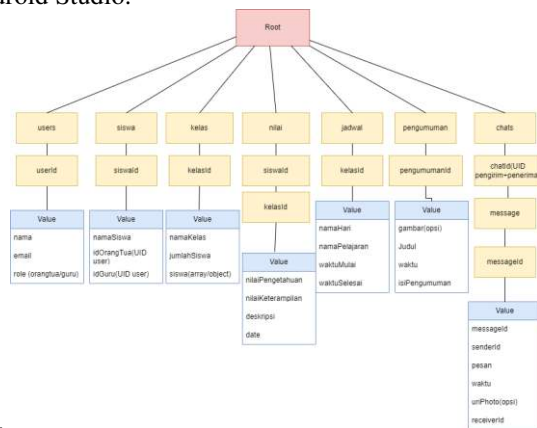 Android Studio.
Root
users
siswa
kelas
nilai
jadwal
pengumuman
chats
userId
siswaId
kelasId
siswaId
kelasId
pengumumanId
chatId(UID
pengirim+penerima
kelasId
message
messageId
Value
nama
email
role (orangtua/guru)
Value
namaSiswa
idOrangTua(UID
user)
idGuru(UID user)
Value
namaKelas
jumlahSiswa
siswa(array/object)
Value
nilaiPengetahuan
nilaiKeterampilan
deskripsi
date
Value
namaHari
namaPelajaran
waktuMulai
waktuSelesai
Value
gambar(opsi)
Judul
waktu
isiPengumuman
Value
messageId
senderId
pesan
waktu
urlPhoto(opsi)
receiverId